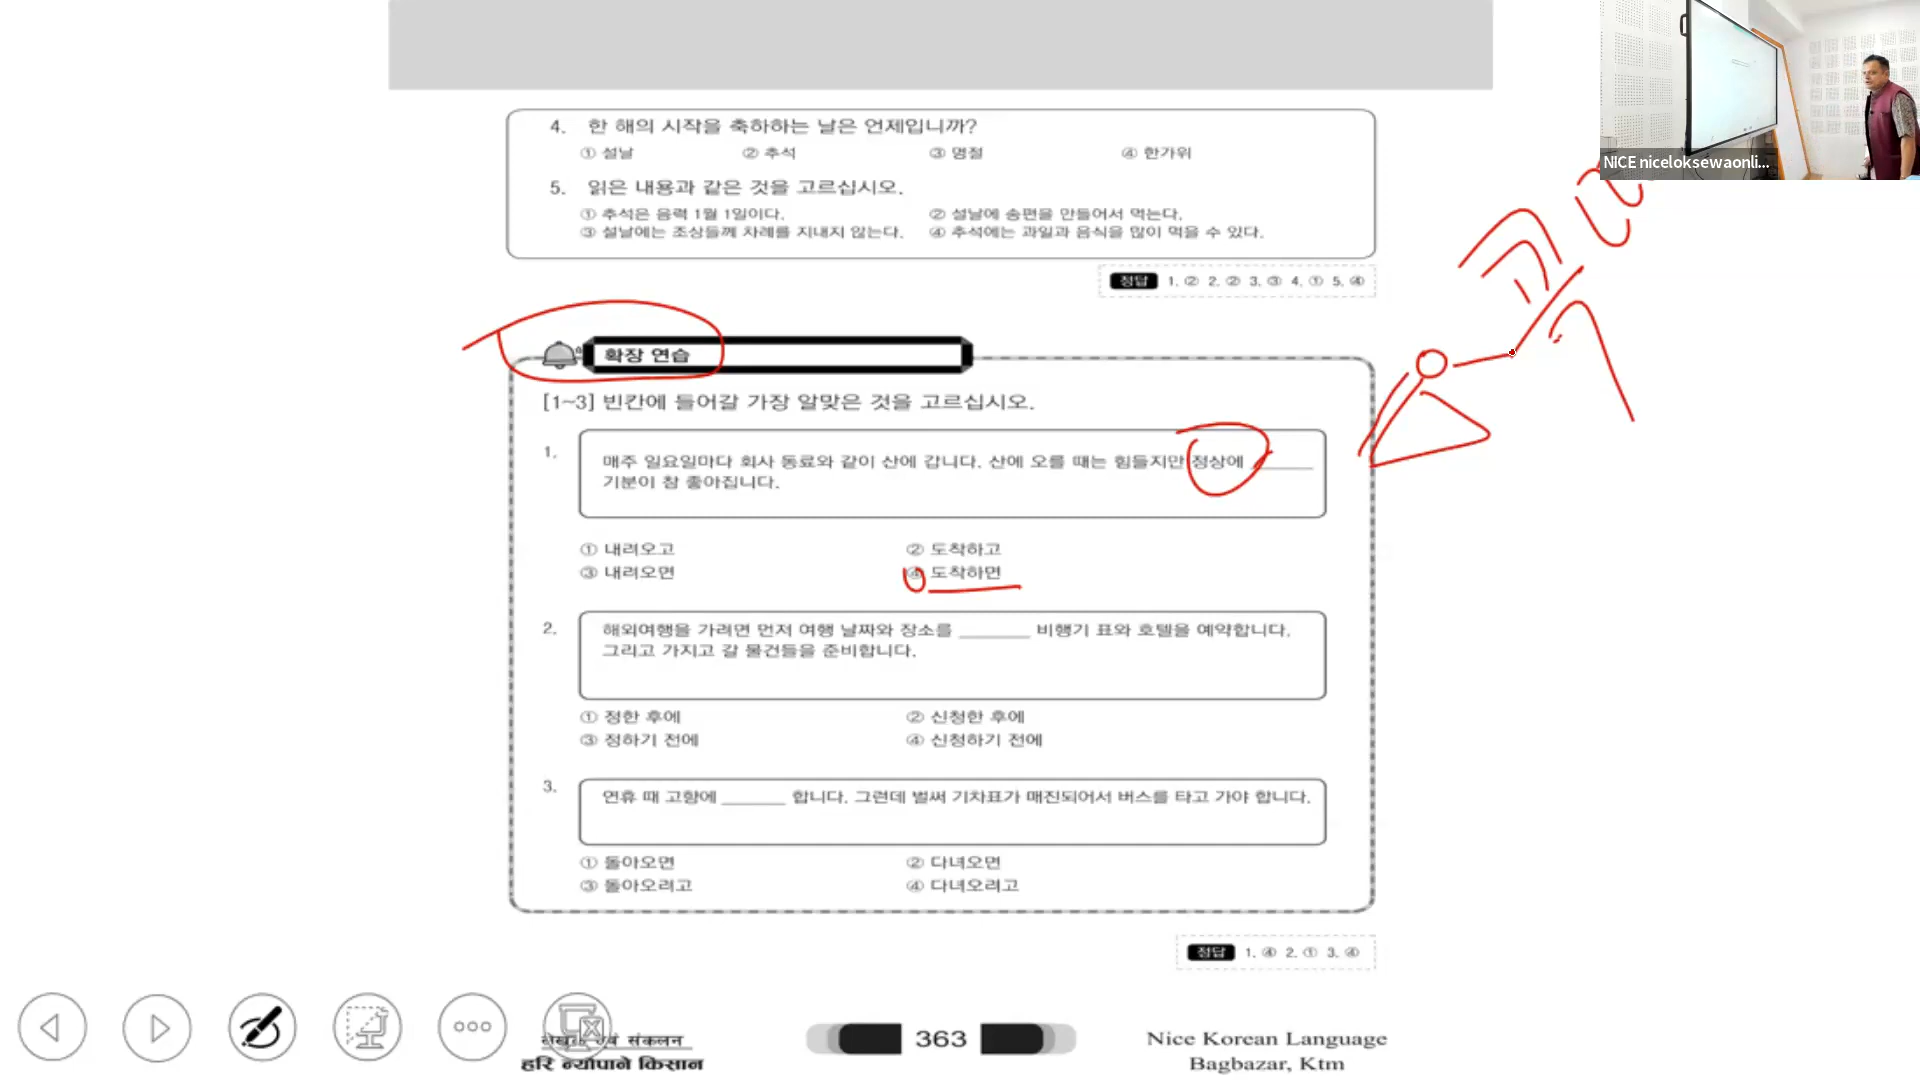 4. 한 해의 시작을 축하하는 날은 언제입니까?
① 설날 ② 추석 ③ 명절 ④ 한가위
5. 읽은 내용과 같은 것을 고르십시오.
① 추석은 음력 1월 1일이다. ② 설날에 송편을 만들어서 먹는다.
③ 설날에는 조상들께 차례를 지내지 않는다. ④ 추석에는 과일과 음식을 많이 먹을 수 있다.
정답 1. ② 2. ② 3. ③ 4. ① 5. ④
확장 연습
[1~3] 빈칸에 들어갈 가장 알맞은 것을 고르십시오.
1. 매주 일요일마다 회사 동료와 같이 산에 갑니다. 산에 오를 때는 힘들지만 정상에 ______
기분이 참 좋아집니다.
① 내려오고 ② 도착하고
③ 내려오면 ④ 도착하면
2. 해외여행을 가려면 먼저 여행 날짜와 장소를 ______ 비행기 표와 호텔을 예약합니다.
그리고 가지고 갈 물건들을 준비합니다.
① 정한 후에 ② 신청한 후에
③ 정하기 전에 ④ 신청하기 전에
3. 연휴 때 고향에 ______ 합니다. 그런데 벌써 기차표가 매진되어서 버스를 타고 가야 합니다.
① 돌아오면 ② 다녀오면
③ 돌아오려고 ④ 다녀오려고
정답 1. ④ 2. ① 3. ④
संकलन
हरि न्यौपाने किसान
363
Nice Korean Language
Bagbazar, Ktm
NICE niceloksewaonli...